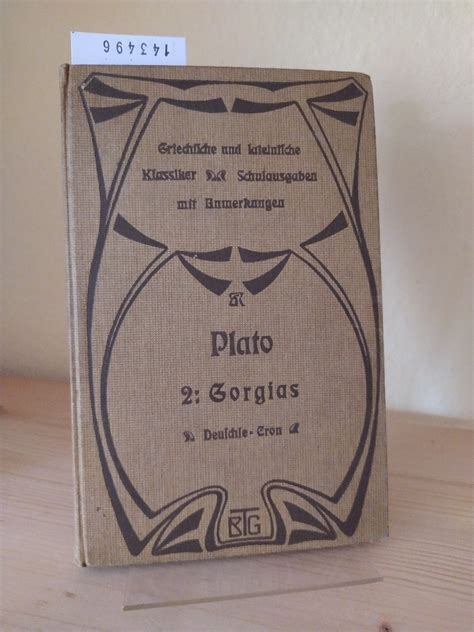 143496
Griechische und lateinische
Klassiker Schulausgaben
mit Anmerkungen
Plato
2: Gorgias
Deuschle-Cron
BTG